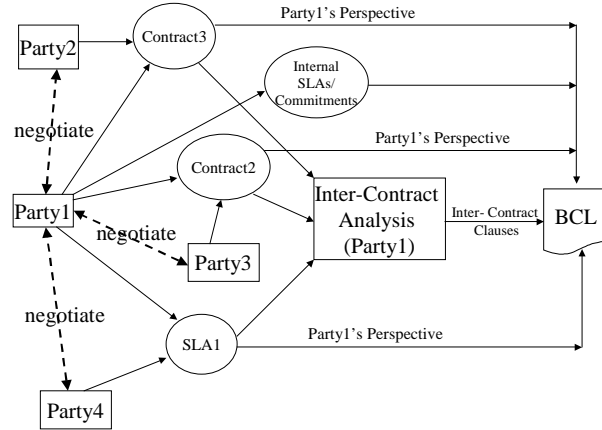 Party1's Perspective
Party2
Contract3
Internal
SLAs/
Commitments
negotiate
Party1's Perspective
Contract2
Inter-Contract
Analysis
(Party1)
Party1
negotiate
Inter- Contract
Clauses
BCL
Party3
negotiate
Party1's Perspective
SLA1
Party4